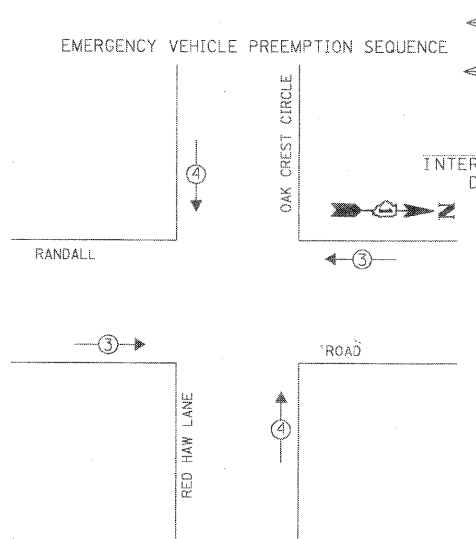 EMERGENCY VEHICLE PREEMPTION SEQUENCE
OAK CREST CIRCLE
4
INTER
D
N
RANDALL
3
3
ROAD
RED HAW LANE
4